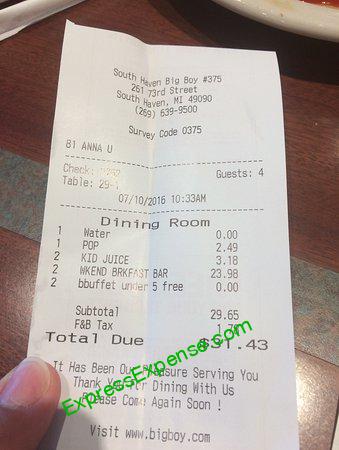 South Haven Big Boy #375
261 73rd Street
South Haven, MI 49090
(269) 639-9500
Survey Code 0375
81 ANNA U
Check: Guests: 4
Table: 29-1
07/10/2016 10:33AM
Dining Room
1 Water 0.00
1 POP 2.49
2 KID JUICE 3.18
2 WKEND BRKFAST BAR 23.98
2 bbuffet under 5 free 0.00
Subtotal 29.65
F&B Tax 1.78
Total Due $31.43
It Has Been Our Pleasure Serving You
Thank You For Dining With Us
Please Come Again Soon !
Visit www.bigboy.com
ExpressExpense.com